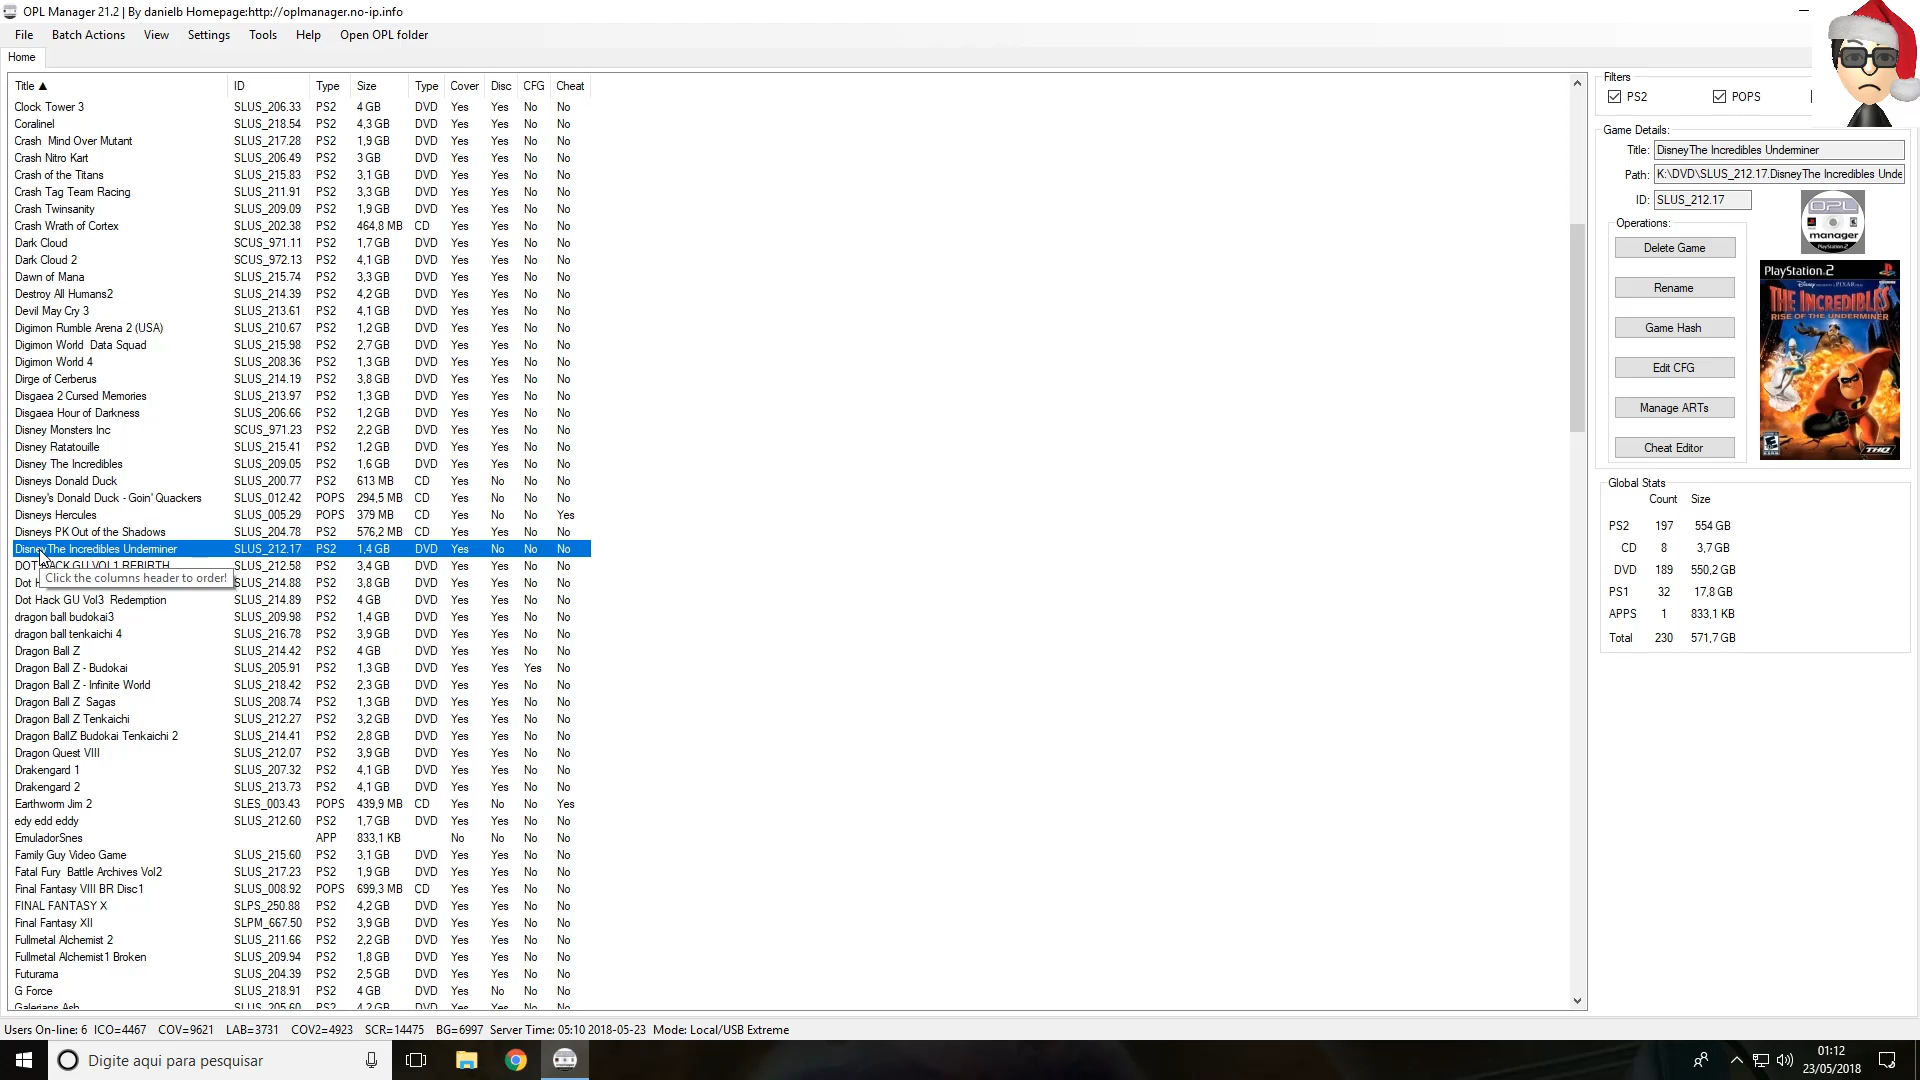 OPL Manager 21.2 | By danielb Homepage:http://oplmanager.no-ip.info
File Batch Actions View Settings Tools Help Open OPL folder
Home
Title ▲ ID Type Size Type Cover Disc CFG Cheat
Clock Tower 3 SLUS_206.33 PS2 4 GB DVD Yes Yes No No
Coralinel SLUS_218.54 PS2 4,3 GB DVD Yes Yes No No
Crash Mind Over Mutant SLUS_217.28 PS2 1,9 GB DVD Yes Yes No No
Crash Nitro Kart SLUS_206.49 PS2 3 GB DVD Yes Yes No No
Crash of the Titans SLUS_215.83 PS2 3,1 GB DVD Yes Yes No No
Crash Tag Team Racing SLUS_211.91 PS2 3,3 GB DVD Yes Yes No No
Crash Twinsanity SLUS_209.09 PS2 1,9 GB DVD Yes Yes No No
Crash Wrath of Cortex SLUS_202.38 PS2 464,8 MB CD Yes Yes No No
Dark Cloud SCUS_971.11 PS2 1,7 GB DVD Yes Yes No No
Dark Cloud 2 SCUS_972.13 PS2 4,1 GB DVD Yes Yes No No
Dawn of Mana SLUS_215.74 PS2 3,3 GB DVD Yes Yes No No
Destroy All Humans2 SLUS_214.39 PS2 4,2 GB DVD Yes Yes No No
Devil May Cry 3 SLUS_213.61 PS2 4,1 GB DVD Yes Yes No No
Digimon Rumble Arena 2 (USA) SLUS_210.67 PS2 1,2 GB DVD Yes Yes No No
Digimon World Data Squad SLUS_215.98 PS2 2,7 GB DVD Yes Yes No No
Digimon World 4 SLUS_208.36 PS2 1,3 GB DVD Yes Yes No No
Dirge of Cerberus SLUS_214.19 PS2 3,8 GB DVD Yes Yes No No
Disgaea 2 Cursed Memories SLUS_213.97 PS2 1,3 GB DVD Yes Yes No No
Disgaea Hour of Darkness SLUS_206.66 PS2 1,2 GB DVD Yes Yes No No
Disney Monsters Inc SCUS_971.23 PS2 2,2 GB DVD Yes Yes No No
Disney Ratatouille SLUS_215.41 PS2 1,2 GB DVD Yes Yes No No
Disney The Incredibles SLUS_209.05 PS2 1,6 GB DVD Yes Yes No No
Disneys Donald Duck SLUS_200.77 PS2 613 MB CD Yes No No No
Disney's Donald Duck - Goin' Quackers SLUS_012.42 POPS 294,5 MB CD Yes No No No
Disneys Hercules SLUS_005.29 POPS 379 MB CD Yes No No Yes
Disneys PK Out of the Shadows SLUS_204.78 PS2 576,2 MB CD Yes Yes No No
DisneyThe Incredibles Underminer SLUS_212.17 PS2 1,4 GB DVD Yes No No No
DOT HACK GU VOL1 REBIRTH SLUS_212.58 PS2 3,4 GB DVD Yes Yes No No
Dot H SLUS_214.88 PS2 3,8 GB DVD Yes Yes No No
Click the columns header to order!
Dot Hack GU Vol3 Redemption SLUS_214.89 PS2 4 GB DVD Yes Yes No No
dragon ball budokai3 SLUS_209.98 PS2 1,4 GB DVD Yes Yes No No
dragon ball tenkaichi 4 SLUS_216.78 PS2 3,9 GB DVD Yes Yes No No
Dragon Ball Z SLUS_214.42 PS2 4 GB DVD Yes Yes No No
Dragon Ball Z - Budokai SLUS_205.91 PS2 1,3 GB DVD Yes Yes Yes No
Dragon Ball Z - Infinite World SLUS_218.42 PS2 2,3 GB DVD Yes Yes No No
Dragon Ball Z Sagas SLUS_208.74 PS2 1,3 GB DVD Yes Yes No No
Dragon Ball Z Tenkaichi SLUS_212.27 PS2 3,2 GB DVD Yes Yes No No
Dragon BallZ Budokai Tenkaichi 2 SLUS_214.41 PS2 2,8 GB DVD Yes Yes No No
Dragon Quest VIII SLUS_212.07 PS2 3,9 GB DVD Yes Yes No No
Drakengard 1 SLUS_207.32 PS2 4,1 GB DVD Yes Yes No No
Drakengard 2 SLUS_213.73 PS2 4,1 GB DVD Yes Yes No No
Earthworm Jim 2 SLES_003.43 POPS 439,9 MB CD Yes No No Yes
edy edd eddy SLUS_212.60 PS2 1,7 GB DVD Yes Yes No No
EmuladorSnes APP 833,1 KB No No No No
Family Guy Video Game SLUS_215.60 PS2 3,1 GB DVD Yes Yes No No
Fatal Fury Battle Archives Vol2 SLUS_217.23 PS2 1,9 GB DVD Yes Yes No No
Final Fantasy VIII BR Disc1 SLUS_008.92 POPS 699,3 MB CD Yes Yes No No
FINAL FANTASY X SLPS_250.88 PS2 4,2 GB DVD Yes Yes No No
Final Fantasy XII SLPM_667.50 PS2 3,9 GB DVD Yes Yes No No
Fullmetal Alchemist 2 SLUS_211.66 PS2 2,2 GB DVD Yes Yes No No
Fullmetal Alchemist1 Broken SLUS_209.94 PS2 1,8 GB DVD Yes Yes No No
Futurama SLUS_204.39 PS2 2,5 GB DVD Yes Yes No No
G Force SLUS_218.91 PS2 4 GB DVD Yes No No No
Galerians Ash SLUS_205.60 PS2 4,2 GB DVD Yes Yes No No
Filters
PS2 POPS
Game Details:
Title: DisneyThe Incredibles Underminer
Path: K:\DVD\SLUS_212.17.DisneyThe Incredibles Unde
ID: SLUS_212.17
Operations:
Delete Game
Rename
Game Hash
Edit CFG
Manage ARTs
Cheat Editor
OPL
manager
PlayStation 2
Disney PIXAR
THE INCREDIBLES
RISE OF THE UNDERMINER
THQ
Global Stats
Count Size
PS2 197 554 GB
CD 8 3,7 GB
DVD 189 550,2 GB
PS1 32 17,8 GB
APPS 1 833,1 KB
Total 230 571,7 GB
Users On-line: 6 ICO=4467 COV=9621 LAB=3731 COV2=4923 SCR=14475 BG=6997 Server Time: 05:10 2018-05-23 Mode: Local/USB Extreme
Digite aqui para pesquisar
01:12
23/05/2018